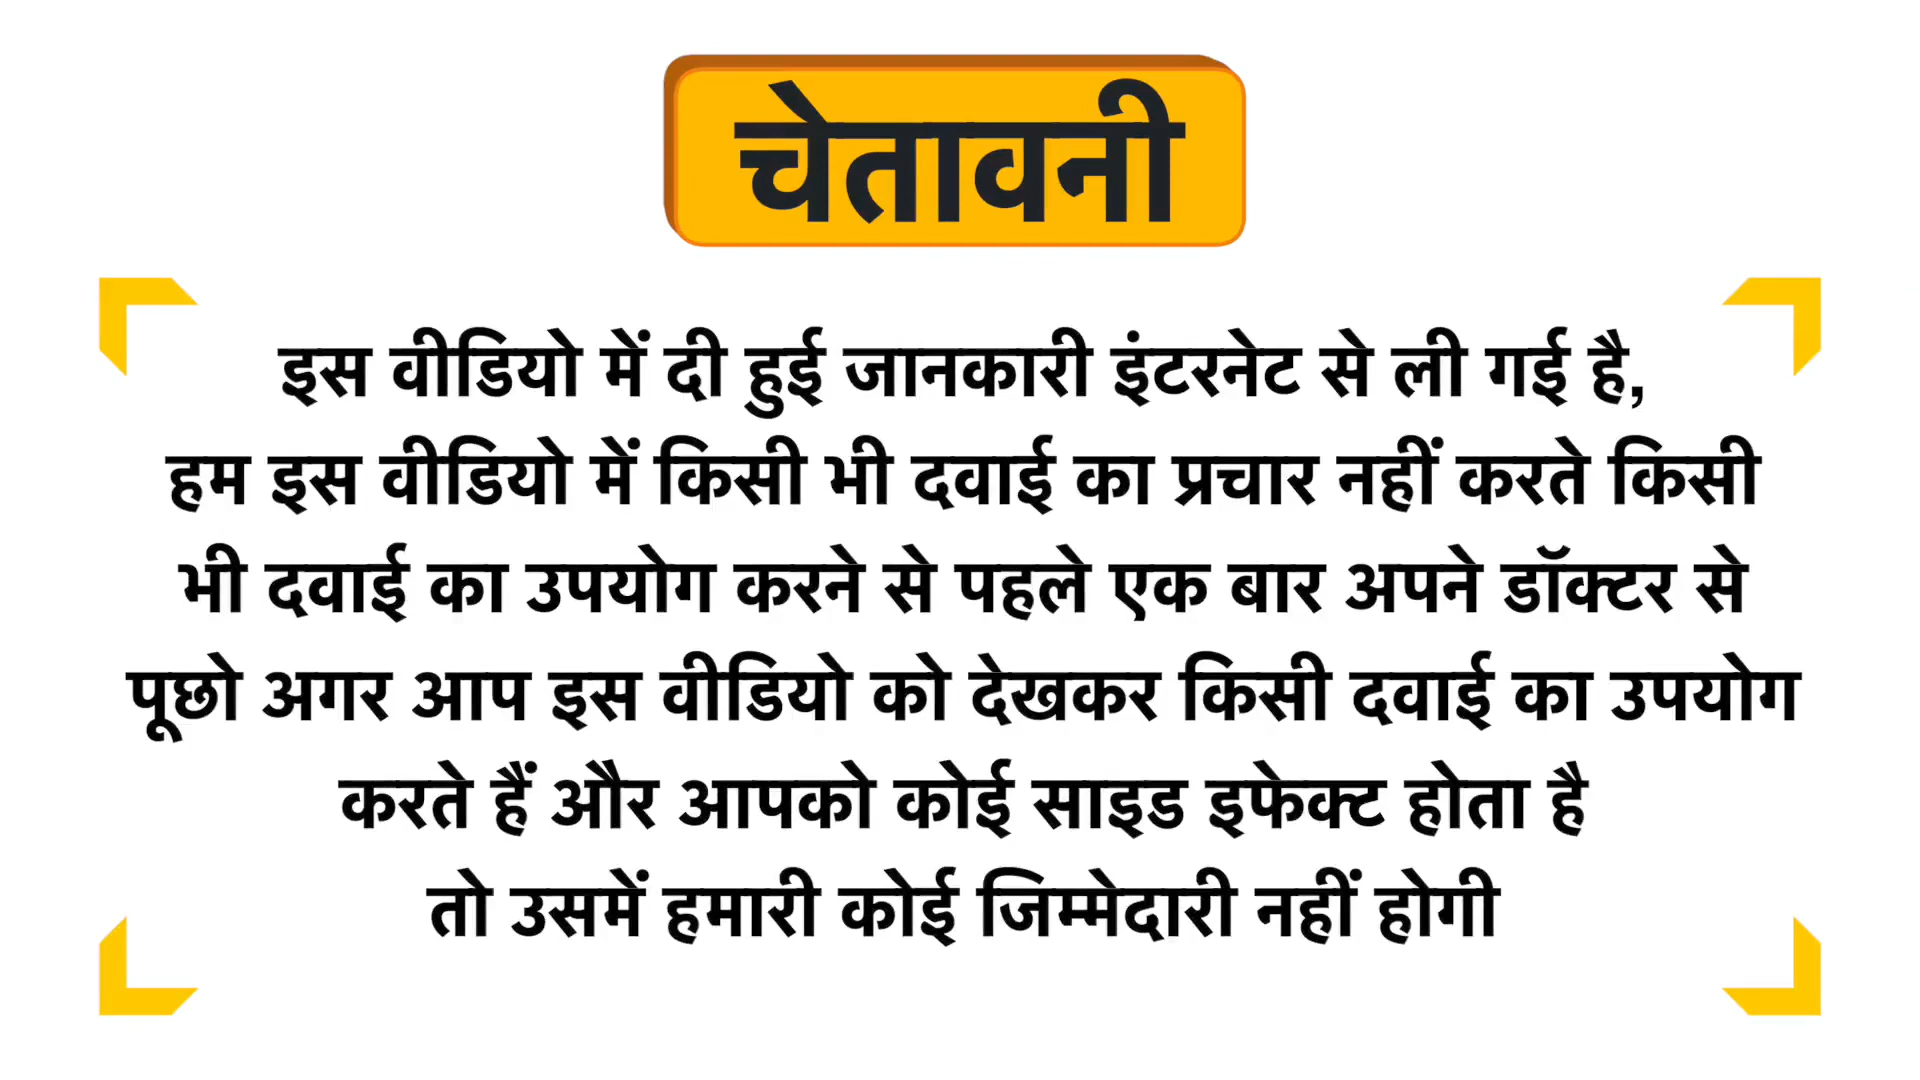 चेतावनी
इस वीडियो में दी हुई जानकारी इंटरनेट से ली गई है,
हम इस वीडियो में किसी भी दवाई का प्रचार नहीं करते किसी
भी दवाई का उपयोग करने से पहले एक बार अपने डॉक्टर से
पूछो अगर आप इस वीडियो को देखकर किसी दवाई का उपयोग
करते हैं और आपको कोई साइड इफेक्ट होता है
तो उसमें हमारी कोई जिम्मेदारी नहीं होगी